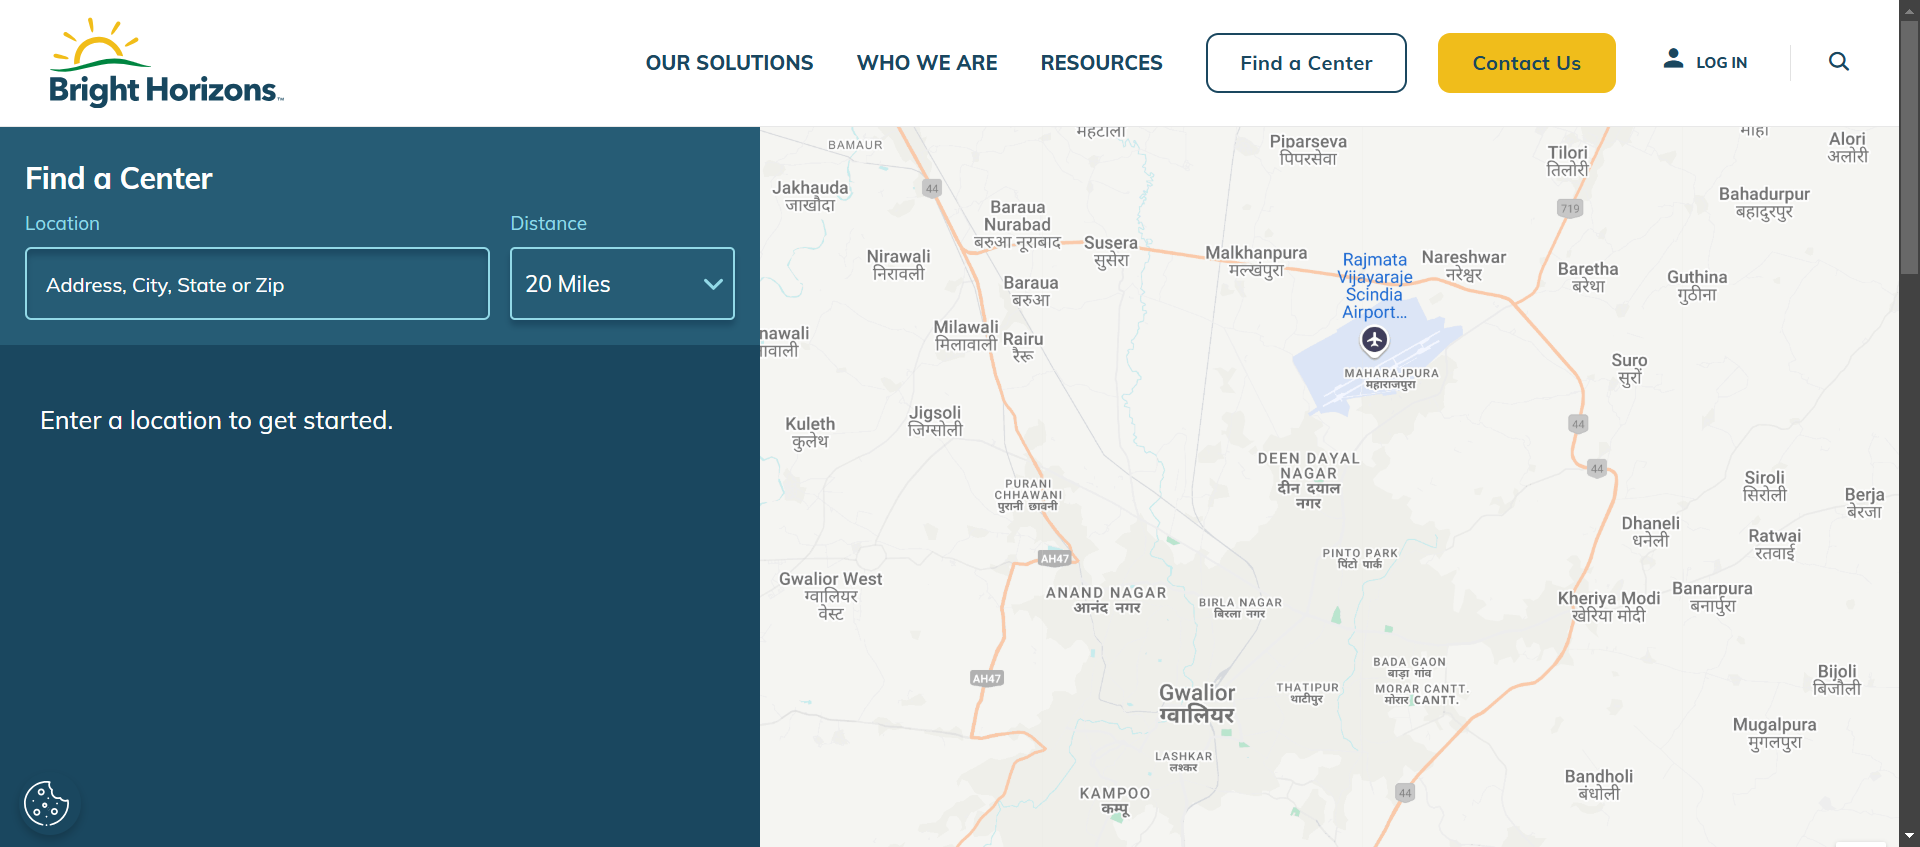 Bright Horizons™
OUR SOLUTIONS
WHO WE ARE
RESOURCES
Find a Center
Contact Us
LOG IN
Find a Center
Location
Distance
Address, City, State or Zip
20 Miles
Enter a location to get started.
BAMAUR
Piparseva
पिपरसेवा
Tilori
तिलोरी
Alori
अलोरी
Jakhauda
जाखौदा
44
Baraua
Nurabad
बरुआ नूराबाद
719
Bahadurpur
बहादुरपुर
Nirawali
निरावली
Susera
सुसेरा
Malkhanpura
मल्खंपुरा
Rajmata
Vijayaraje
Scindia
Airport...
Nareshwar
नरेश्वर
Baretha
बरेथा
Guthina
गुठीना
Baraua
बरुआ
nawali
Milawali
मिलावाली
Rairu
रैरू
MAHARAJPURA
महाराजपुरा
Suro
सुरों
Kuleth
कुलेथ
Jigsoli
जिग्सोली
44
DEEN DAYAL
NAGAR
दीन दयाल
नगर
44
PURANI
CHHAWANI
पुरानी छावनी
Siroli
सिरोली
Berja
बेरजा
Dhaneli
धनेली
Ratwai
रतवाई
AH47
PINTO PARK
पिंटो पार्क
Gwalior West
ग्वालियर
वेस्ट
ANAND NAGAR
आनंद नगर
BIRLA NAGAR
बिरला नगर
Kheriya Modi
खेरिया मोदी
Banarpura
बनार्पुरा
AH47
BADA GAON
बाड़ा गांव
Bijoli
बिजौली
Gwalior
ग्वालियर
THATIPUR
थाटीपुर
MORAR CANTT.
मोरार CANTT.
Mugalpura
मुगलपुरा
LASHKAR
लश्कर
Bandholi
बंधोली
KAMPOO
कम्पू
44